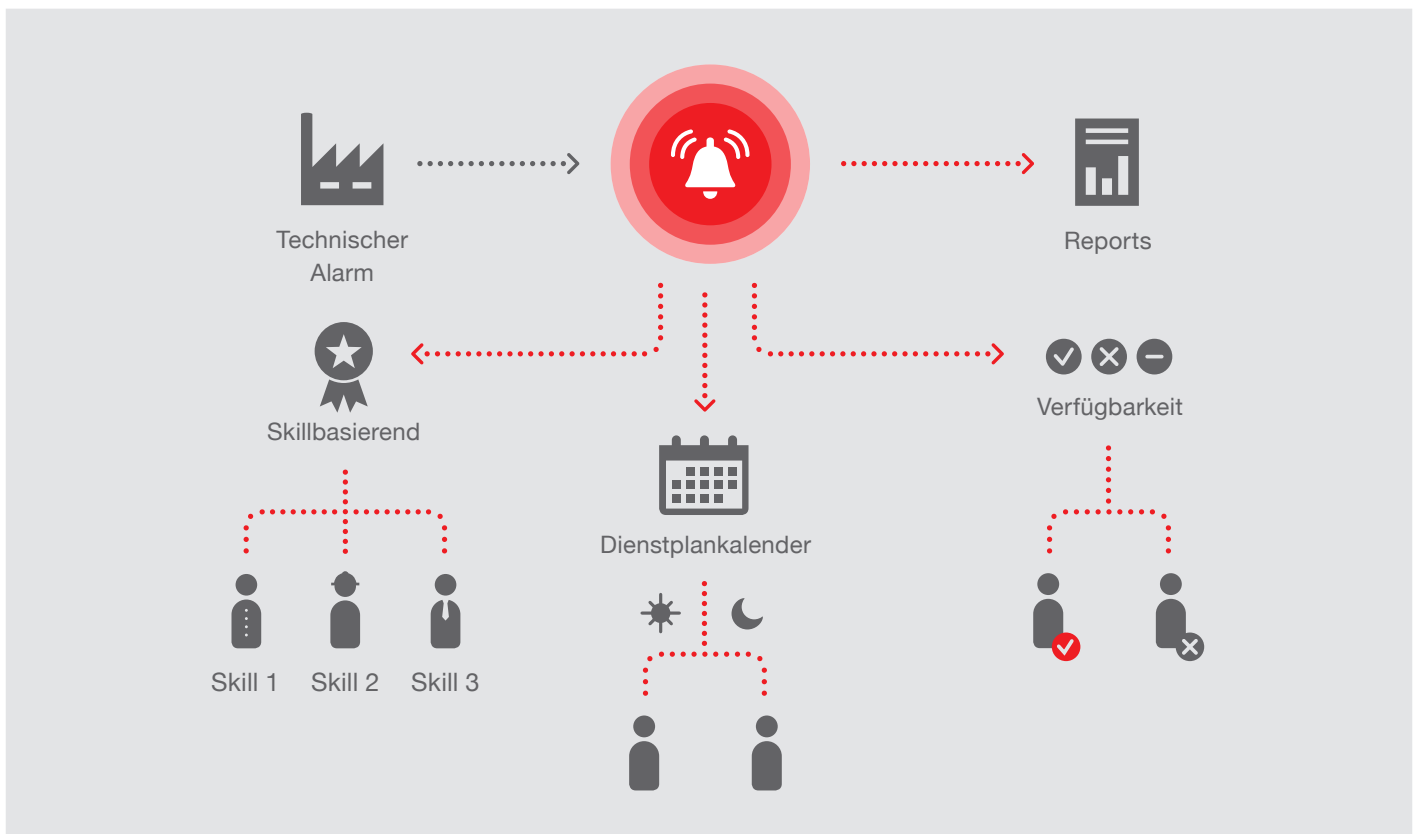 Technischer
Alarm
Reports
Skillbasierend
Verfügbarkeit
Dienstplankalender
Skill 1
Skill 2
Skill 3